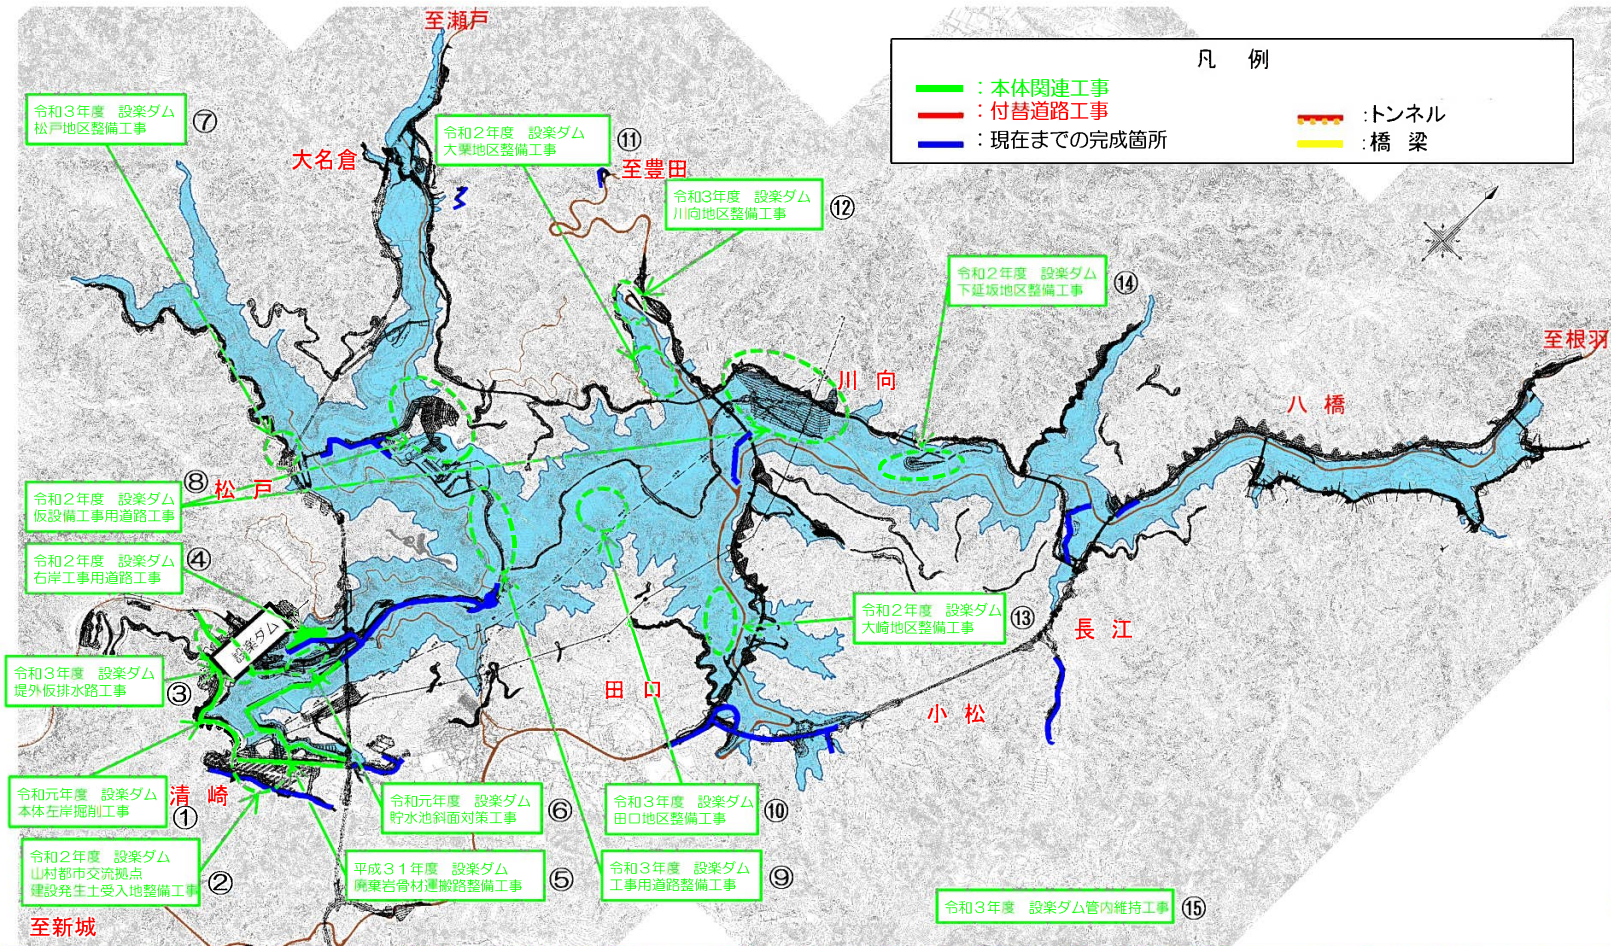 至瀬戸
凡 例
：本体関連工事
：付替道路工事
：現在までの完成箇所
：トンネル
：橋 梁
令和３年度 設楽ダム
松戸地区整備工事
⑦
大名倉
令和２年度 設楽ダム
大栗地区整備工事
⑪
至豊田
令和3年度 設楽ダム
川向地区整備工事
⑫
令和２年度 設楽ダム
下延坂地区整備工事
⑭
至根羽
川 向
八 橋
⑧
松 戸
令和２年度 設楽ダム
仮設備工事用道路工事
令和２年度 設楽ダム
右岸工事用道路工事
④
設楽ダム
令和３年度 設楽ダム
堤外仮排水路工事
③
令和２年度 設楽ダム
大崎地区整備工事
⑬
長 江
田 口
小 松
令和元年度 設楽ダム
本体左岸掘削工事
①
清 崎
令和元年度 設楽ダム
貯水池斜面対策工事
⑥
令和３年度 設楽ダム
田口地区整備工事
⑩
令和２年度 設楽ダム
山村都市交流拠点
建設発生土受入地整備工事
②
平成３１年度 設楽ダム
廃棄岩骨材運搬路整備工事
⑤
令和３年度 設楽ダム
工事用道路整備工事
⑨
令和３年度 設楽ダム管内維持工事
⑮
至新城